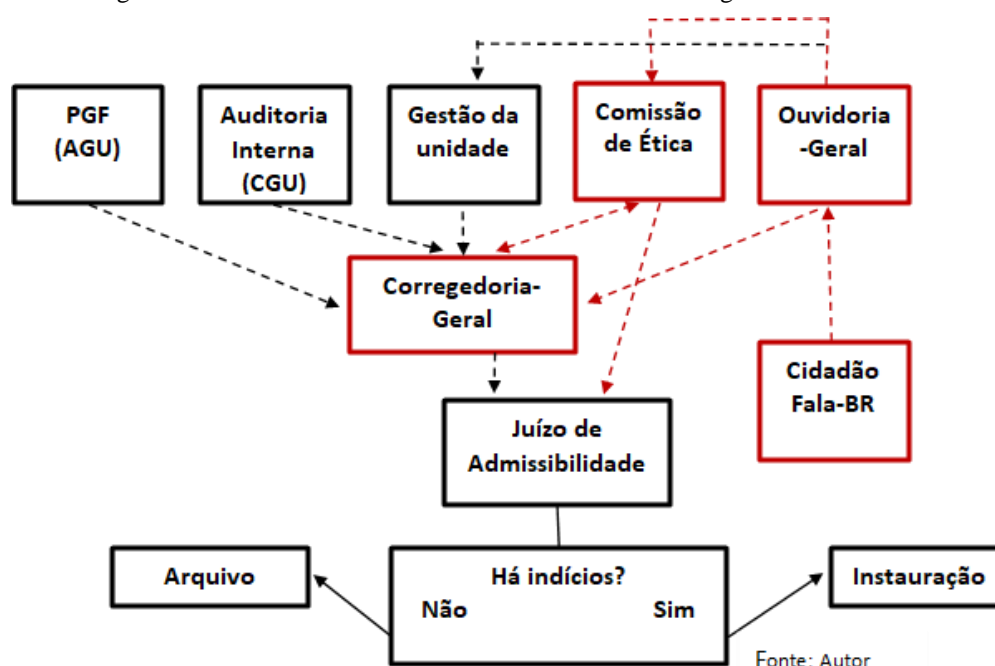 PGF
(AGU)
Auditoria
Interna
(CGU)
Gestão da
unidade
Comissão
de Ética
Ouvidoria
-Geral
Corregedoria-
Geral
Cidadão
Fala-BR
Juízo de
Admissibilidade
Arquivo
Há indícios?
Não Sim
Instauração
Fonte: Autor